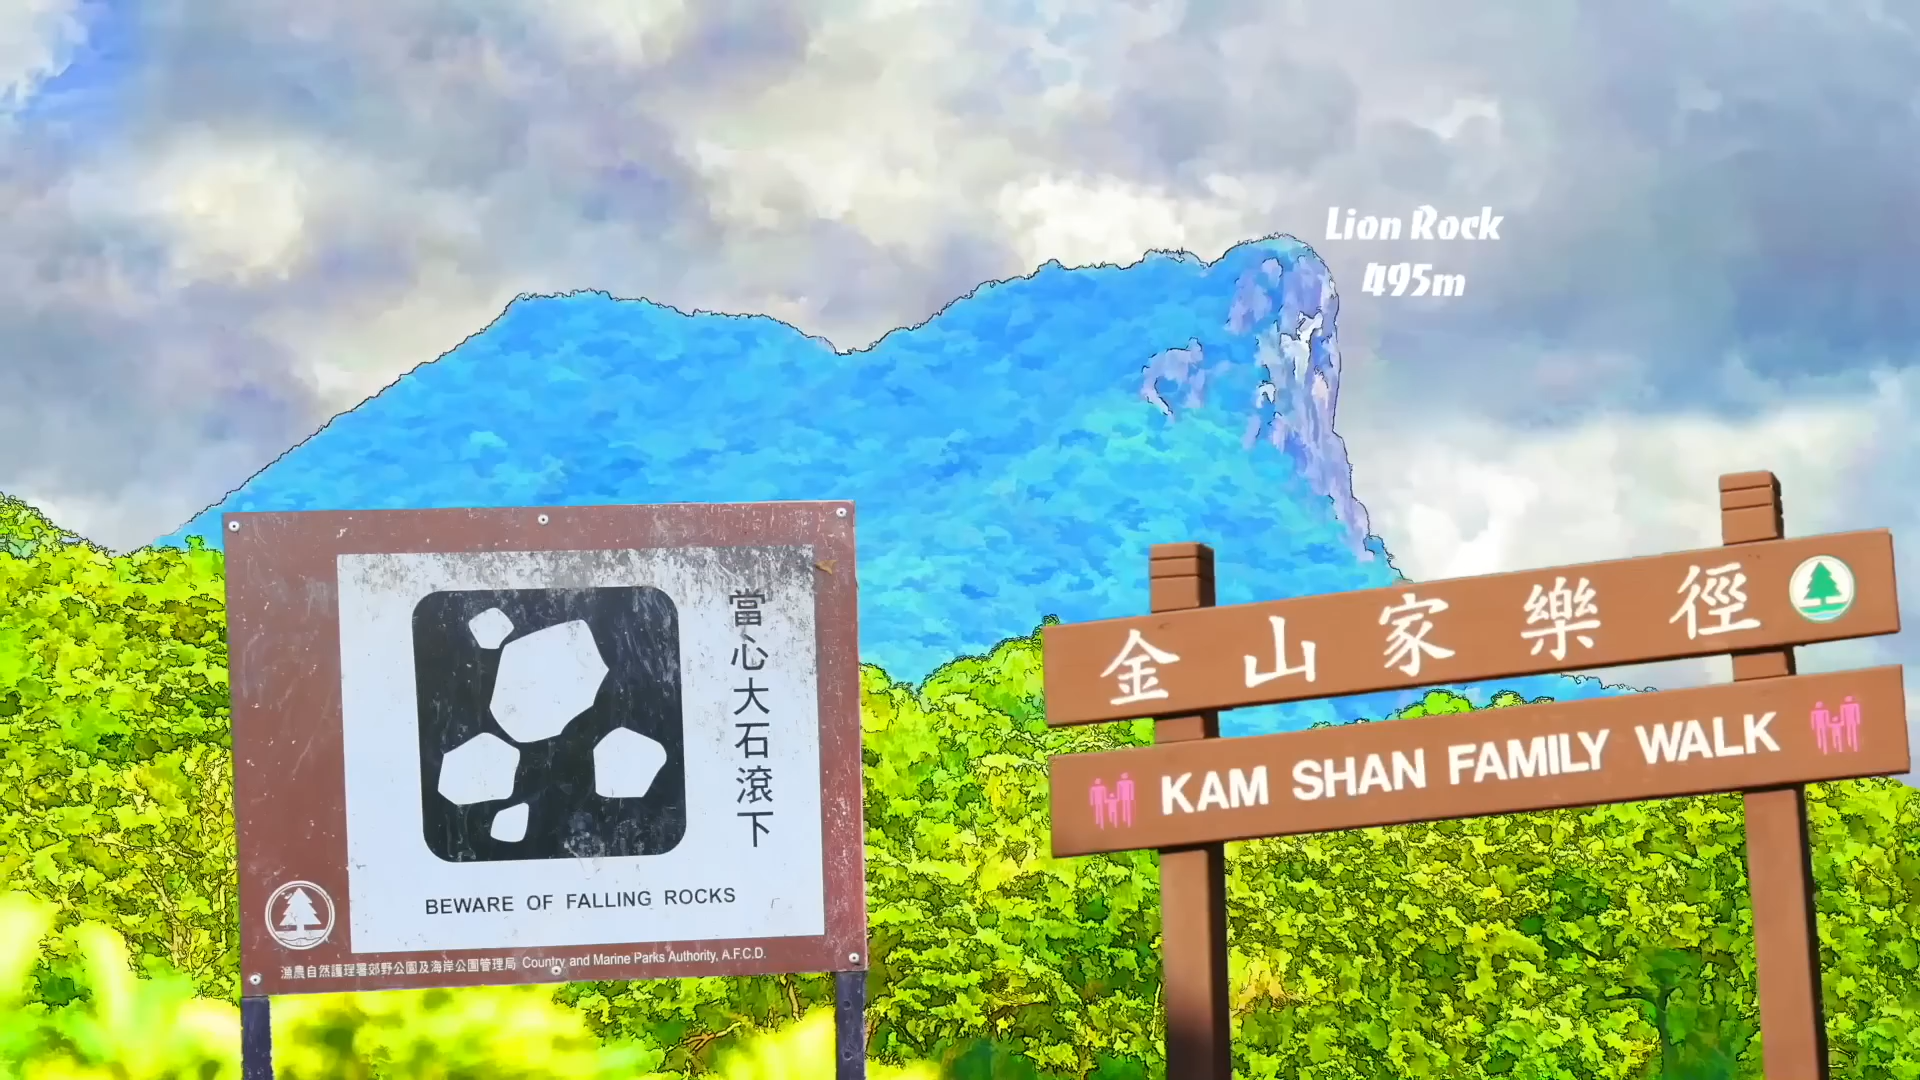 Lion Rock
495m
當心大石滾下
BEWARE OF FALLING ROCKS
漁農自然護理署郊野公園及海岸公園管理局 Country and Marine Parks Authority, A.F.C.D.
金山家樂徑
KAM SHAN FAMILY WALK